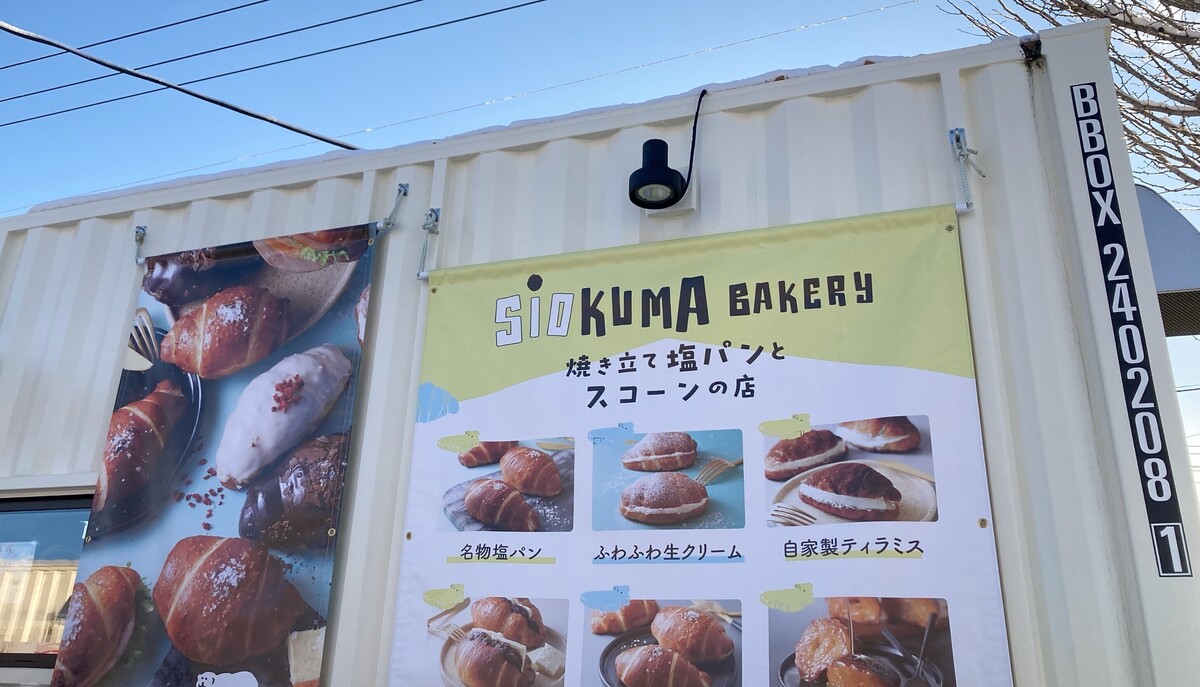 SIOKUMA BAKERY
焼き立て塩パンと
スコーンの店
名物塩パン
ふわふわ生クリーム
自家製ティラミス
BBOX 240208 1